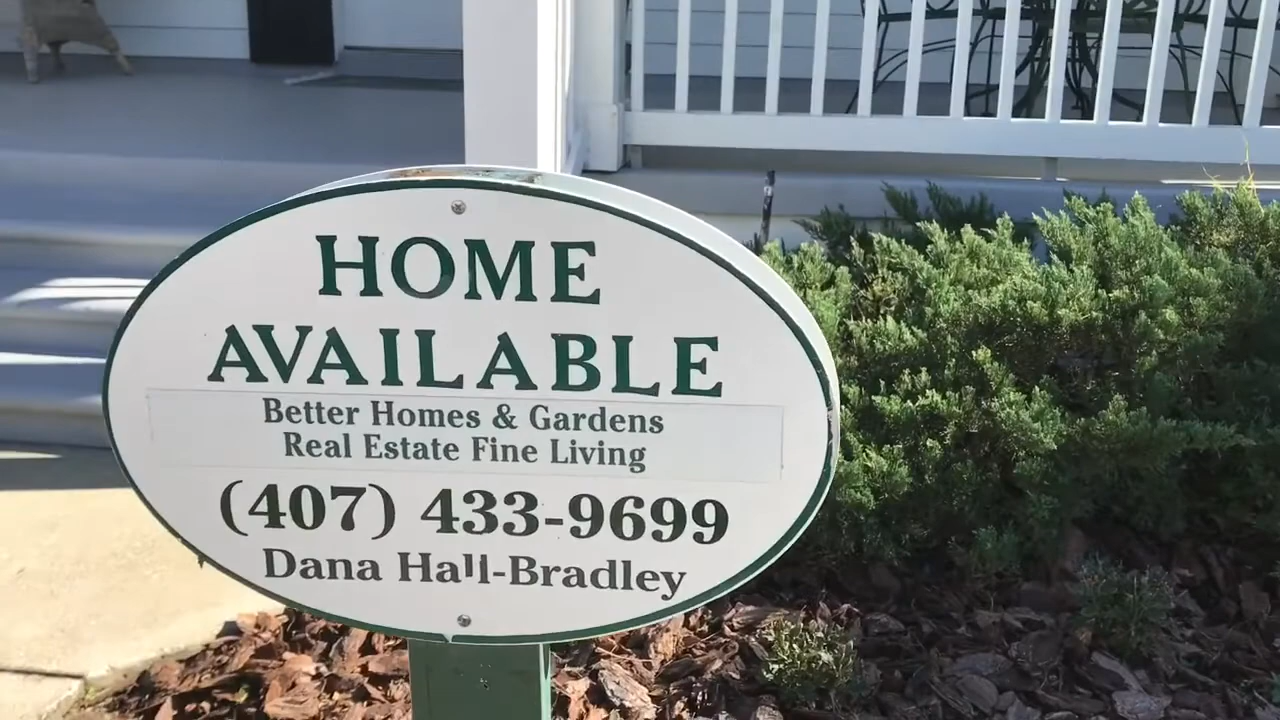 HOME
AVAILABLE
Better Homes & Gardens
Real Estate Fine Living
(407) 433-9699
Dana Hall-Bradley